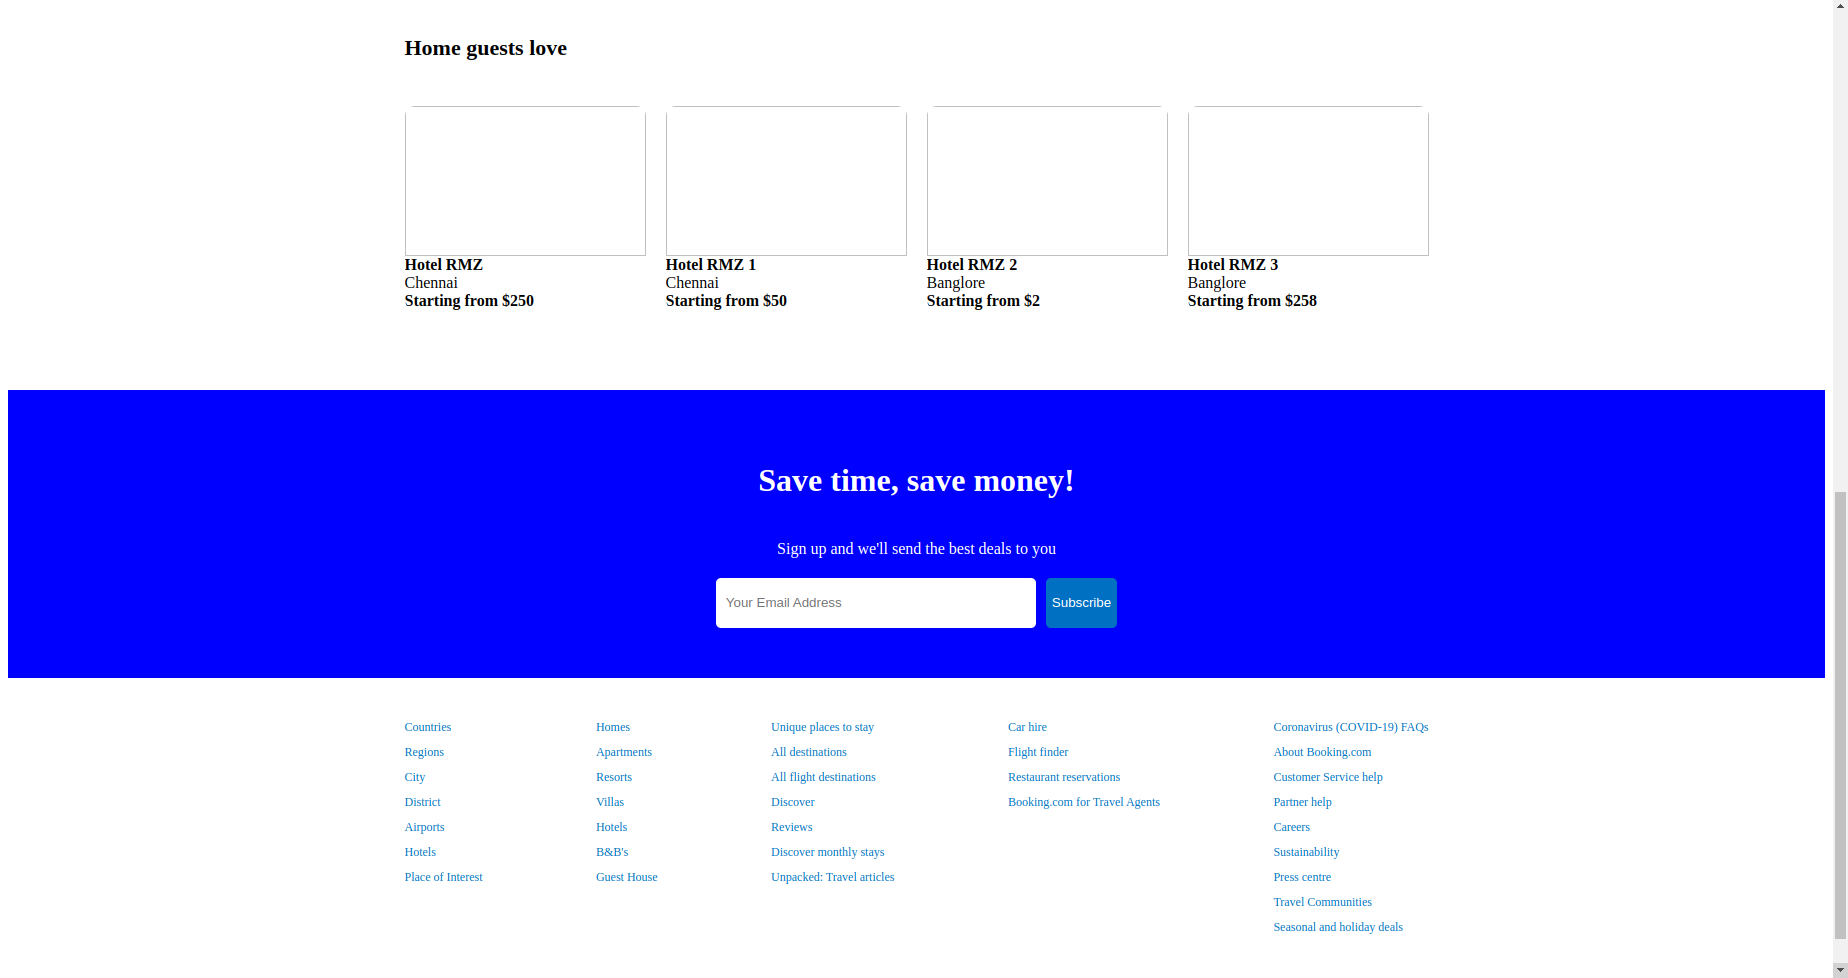 Home guests love
Hotel RMZ
Chennai
Starting from $250
Hotel RMZ 1
Chennai
Starting from $50
Hotel RMZ 2
Banglore
Starting from $2
Hotel RMZ 3
Banglore
Starting from $258
Save time, save money!
Sign up and we'll send the best deals to you
Your Email Address
Subscribe
Countries
Regions
City
District
Airports
Hotels
Place of Interest
Homes
Apartments
Resorts
Villas
Hotels
B&B's
Guest House
Unique places to stay
All destinations
All flight destinations
Discover
Reviews
Discover monthly stays
Unpacked: Travel articles
Car hire
Flight finder
Restaurant reservations
Booking.com for Travel Agents
Coronavirus (COVID-19) FAQs
About Booking.com
Customer Service help
Partner help
Careers
Sustainability
Press centre
Travel Communities
Seasonal and holiday deals